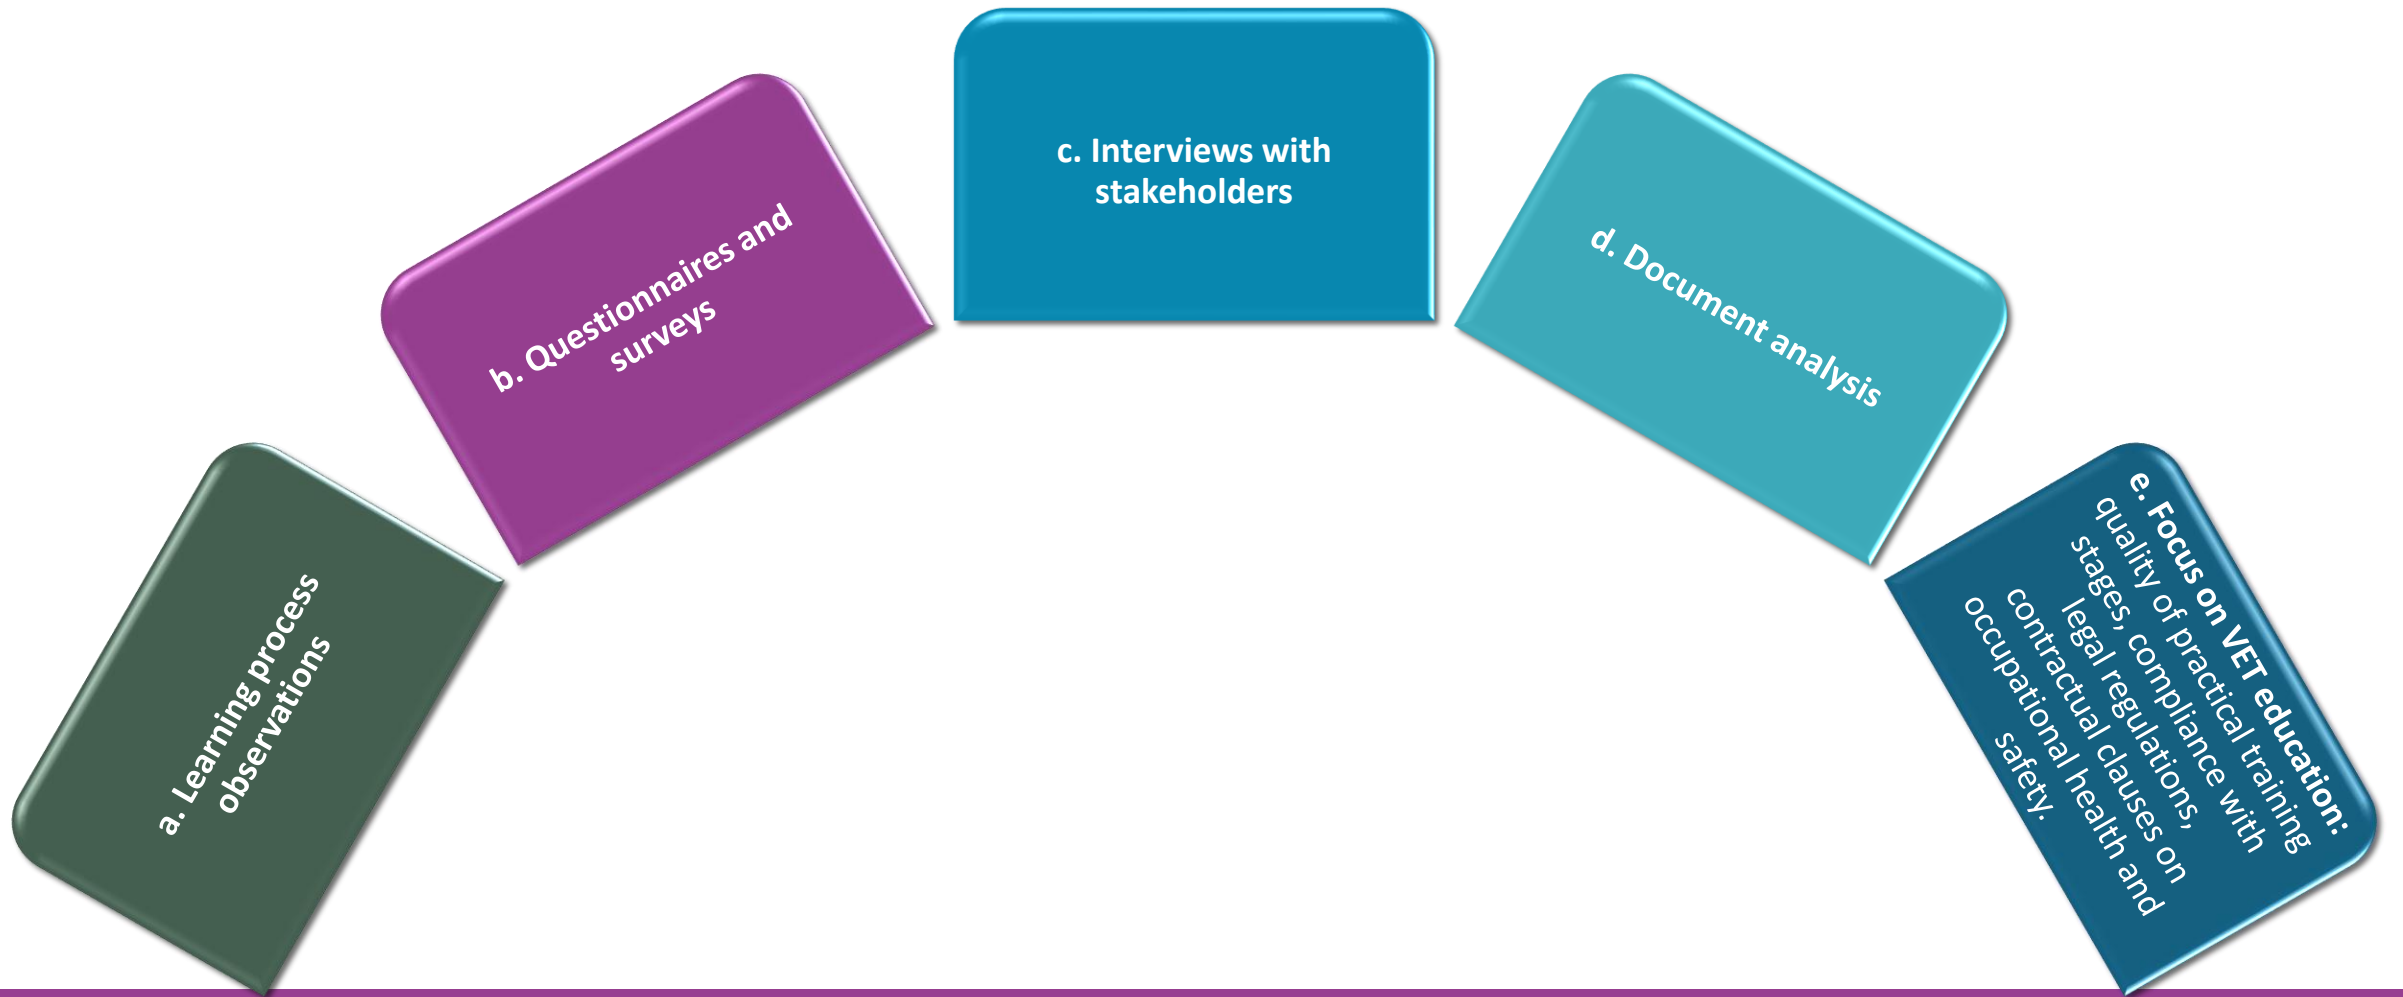 a. Learning process
observations
b. Questionnaires and
surveys
c. Interviews with
stakeholders
d. Document analysis
e. Focus on VET education:
quality of practical training
stages, compliance with
legal regulations,
contractual clauses on
occupational health and
safety.